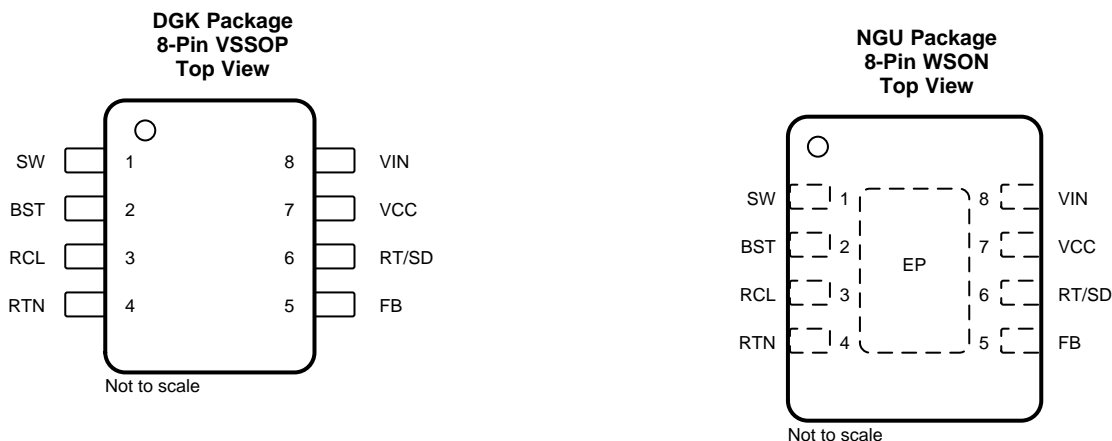 DGK Package
8-Pin VSSOP
Top View
SW 1 8 VIN
BST 2 7 VCC
RCL 3 6 RT/SD
RTN 4 5 FB
Not to scale
NGU Package
8-Pin WSON
Top View
SW 1 8 VIN
BST 2 7 VCC
EP
RCL 3 6 RT/SD
RTN 4 5 FB
Not to scale